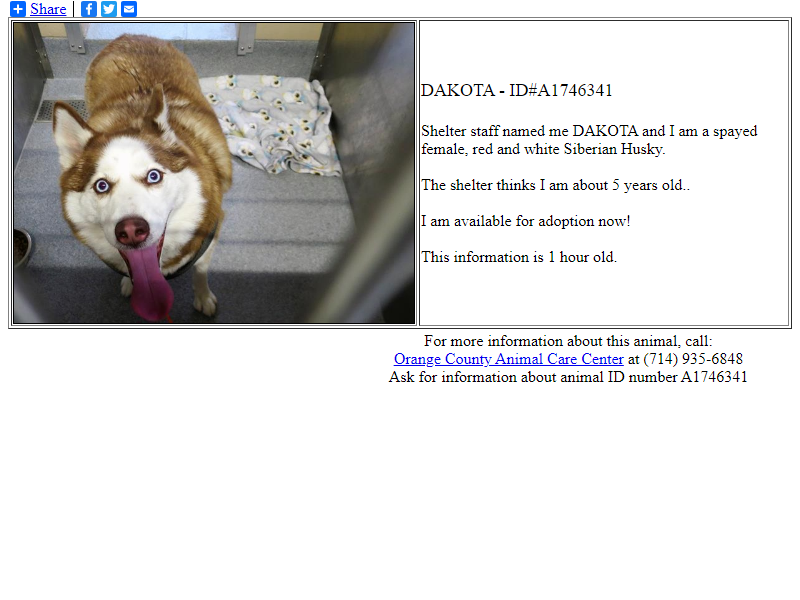 Share |
DAKOTA - ID#A1746341
Shelter staff named me DAKOTA and I am a spayed
female, red and white Siberian Husky.
The shelter thinks I am about 5 years old..
I am available for adoption now!
This information is 1 hour old.
For more information about this animal, call:
Orange County Animal Care Center at (714) 935-6848
Ask for information about animal ID number A1746341